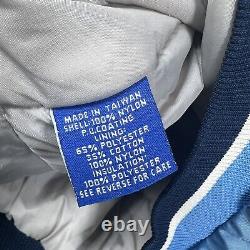 MADE IN TAIWAN
SHELL:100% NYLON
P.U.COATING
LINING:
65% POLYESTER
35% COTTON
100% NYLON
INSULATION
100% POLYESTER
SEE REVERSE FOR CARE